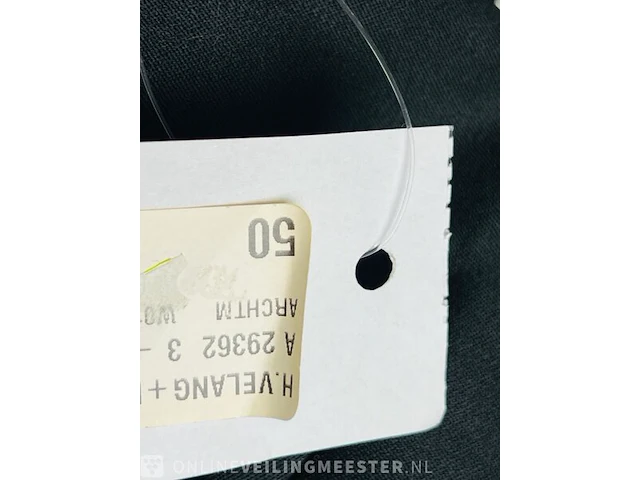 H.VELANG +
A 29362 3 -
ARCHTM
50
ONLINEVEILINGMEESTER.NL